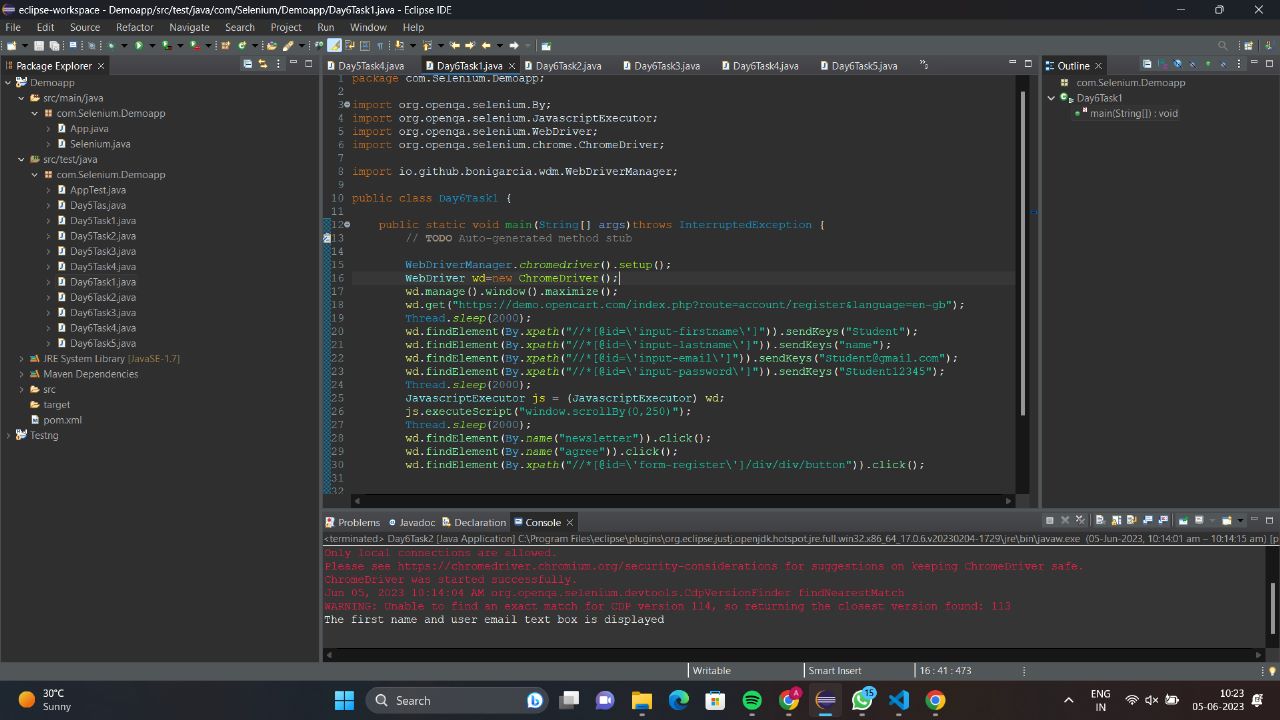 eclipse-workspace - Demoapp/src/test/java/com/Selenium/Demoapp/Day6Task1.java - Eclipse IDE
File Edit Source Refactor Navigate Search Project Run Window Help
Package Explorer
Demoapp
src/main/java
com.Selenium.Demoapp
App.java
Selenium.java
src/test/java
com.Selenium.Demoapp
AppTest.java
Day5Tas.java
Day5Task1.java
Day5Task2.java
Day5Task3.java
Day5Task4.java
Day6Task1.java
Day6Task2.java
Day6Task3.java
Day6Task4.java
Day6Task5.java
JRE System Library [JavaSE-1.7]
Maven Dependencies
src
target
pom.xml
Testng
Day5Task4.java Day6Task1.java Day6Task2.java Day6Task3.java Day6Task4.java Day6Task5.java
1 package com.Selenium.Demoapp;
2
3 import org.openqa.selenium.By;
4 import org.openqa.selenium.JavascriptExecutor;
5 import org.openqa.selenium.WebDriver;
6 import org.openqa.selenium.chrome.ChromeDriver;
7
8 import io.github.bonigarcia.wdm.WebDriverManager;
9
10 public class Day6Task1 {
11
12 public static void main(String[] args)throws InterruptedException {
13 // TODO Auto-generated method stub
14
15 WebDriverManager.chromedriver().setup();
16 WebDriver wd=new ChromeDriver();
17 wd.manage().window().maximize();
18 wd.get("https://demo.opencart.com/index.php?route=account/register&language=en-gb");
19 Thread.sleep(2000);
20 wd.findElement(By.xpath("//*[@id=\'input-firstname\']")).sendKeys("Student");
21 wd.findElement(By.xpath("//*[@id=\'input-lastname\']")).sendKeys("name");
22 wd.findElement(By.xpath("//*[@id=\'input-email\']")).sendKeys("Student@gmail.com");
23 wd.findElement(By.xpath("//*[@id=\'input-password\']")).sendKeys("Student12345");
24 Thread.sleep(2000);
25 JavascriptExecutor js = (JavascriptExecutor) wd;
26 js.executeScript("window.scrollBy(0,250)");
27 Thread.sleep(2000);
28 wd.findElement(By.name("newsletter")).click();
29 wd.findElement(By.name("agree")).click();
30 wd.findElement(By.xpath("//*[@id=\'form-register\']/div/div/button")).click();
31
32
Outline
com.Selenium.Demoapp
Day6Task1
main(String[]) : void
Problems Javadoc Declaration Console
<terminated> Day6Task2 [Java Application] C:\Program Files\eclipse\plugins\org.eclipse.justj.openjdk.hotspot.jre.full.win32.x86_64_17.0.6.v20230204-1729\jre\bin\javaw.exe (05-Jun-2023, 10:14:01 am – 10:14:15 am) [p
Only local connections are allowed.
Please see https://chromedriver.chromium.org/security-considerations for suggestions on keeping ChromeDriver safe.
ChromeDriver was started successfully.
Jun 05, 2023 10:14:04 AM org.openqa.selenium.devtools.CdpVersionFinder findNearestMatch
WARNING: Unable to find an exact match for CDP version 114, so returning the closest version found: 113
The first name and user email text box is displayed
Writable Smart Insert 16 : 41 : 473
30°C
Sunny
Search
15
ENG
IN
10:23
05-06-2023